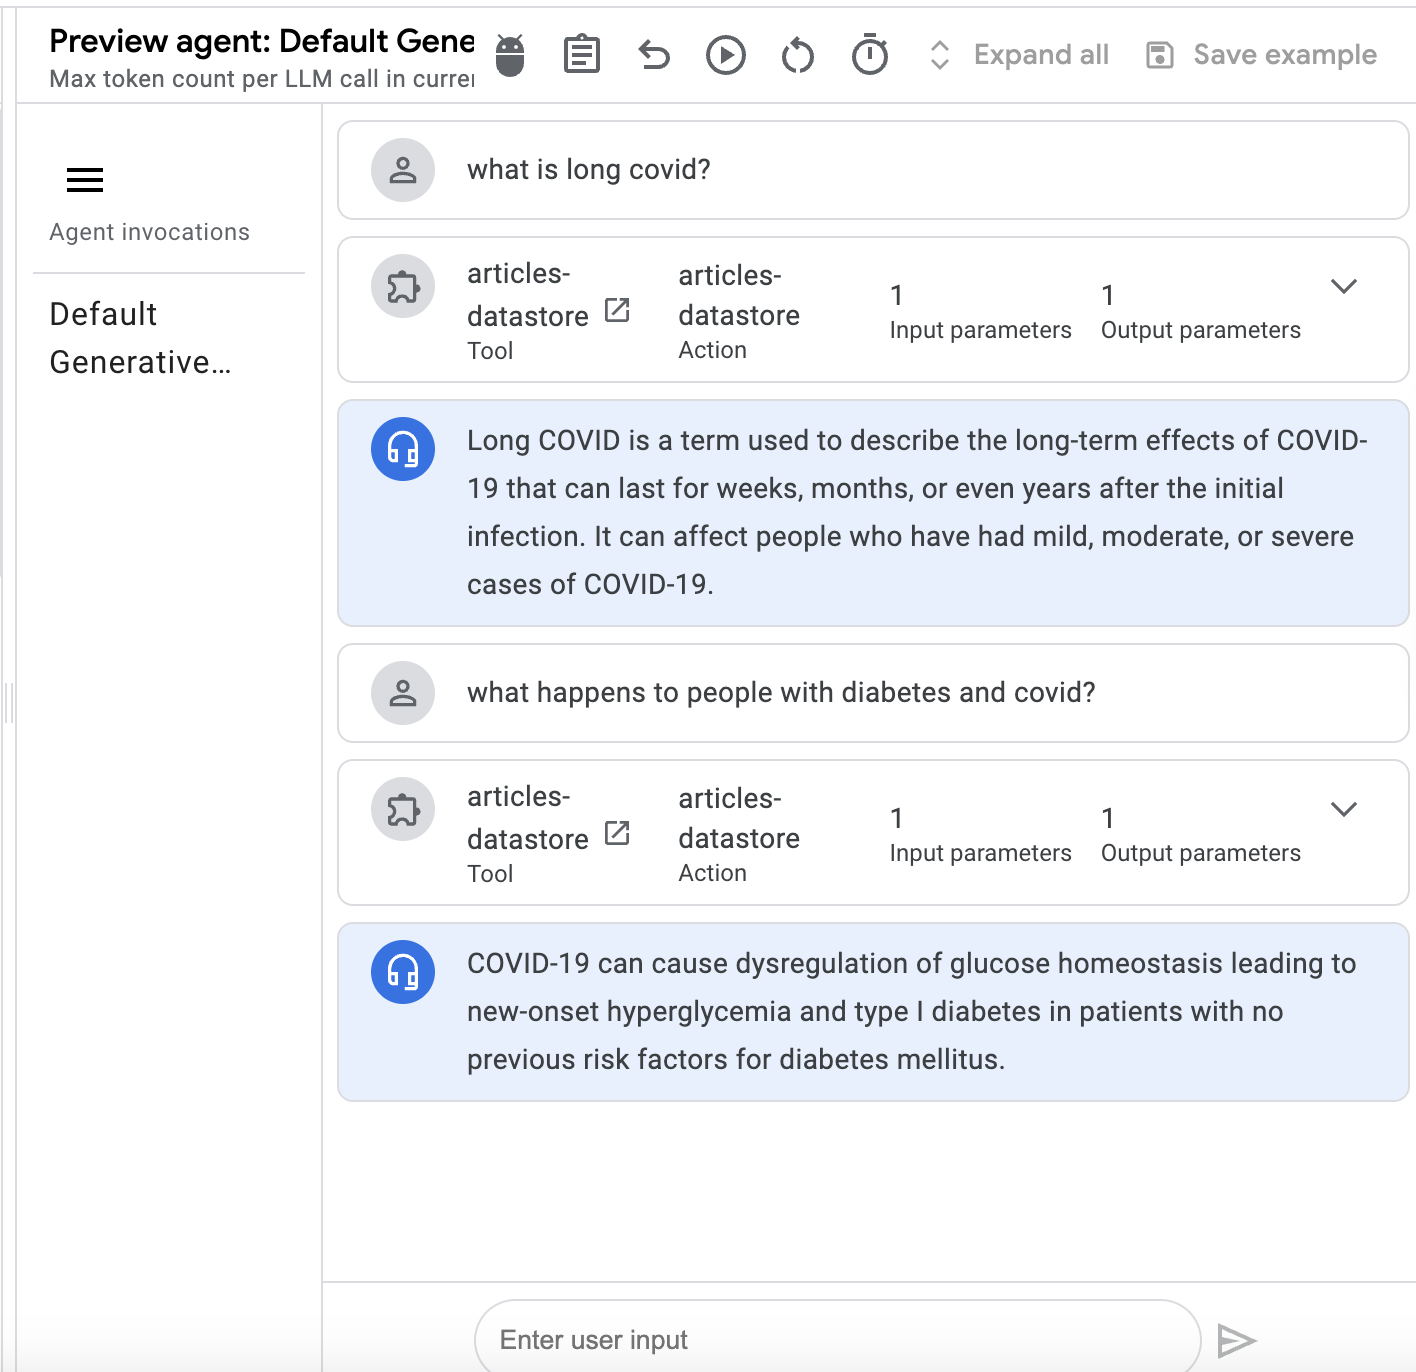 Preview agent: Default Gene
Max token count per LLM call in curre
Expand all
Save example
Agent invocations
Default
Generative...
what is long covid?
articles-
datastore
Tool
articles-
datastore
Action
1
Input parameters
1
Output parameters
Long COVID is a term used to describe the long-term effects of COVID-
19 that can last for weeks, months, or even years after the initial
infection. It can affect people who have had mild, moderate, or severe
cases of COVID-19.
what happens to people with diabetes and covid?
articles-
datastore
Tool
articles-
datastore
Action
1
Input parameters
1
Output parameters
COVID-19 can cause dysregulation of glucose homeostasis leading to
new-onset hyperglycemia and type I diabetes in patients with no
previous risk factors for diabetes mellitus.
Enter user input